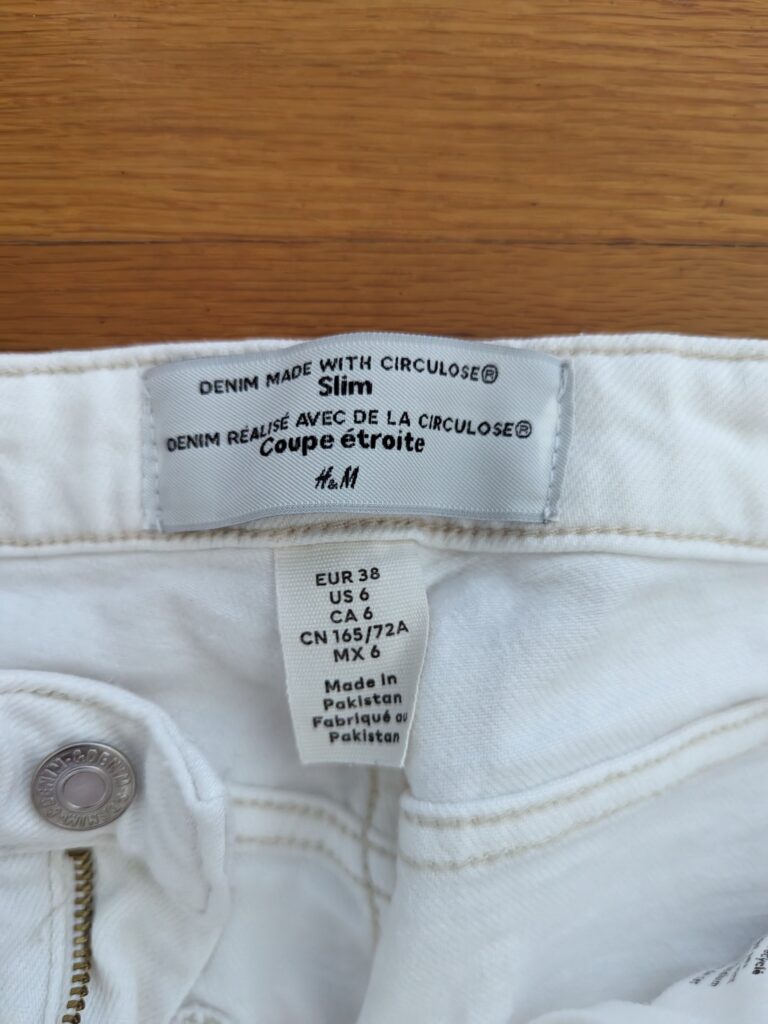 DENIM MADE WITH CIRCULOSE®
Slim
DENIM RÉALISÉ AVEC DE LA CIRCULOSE®
Coupe étroite
H&M
EUR 38
US 6
CA 6
CN 165/72A
MX 6
Made in
Pakistan
Fabriqué au
Pakistan
&DENIM